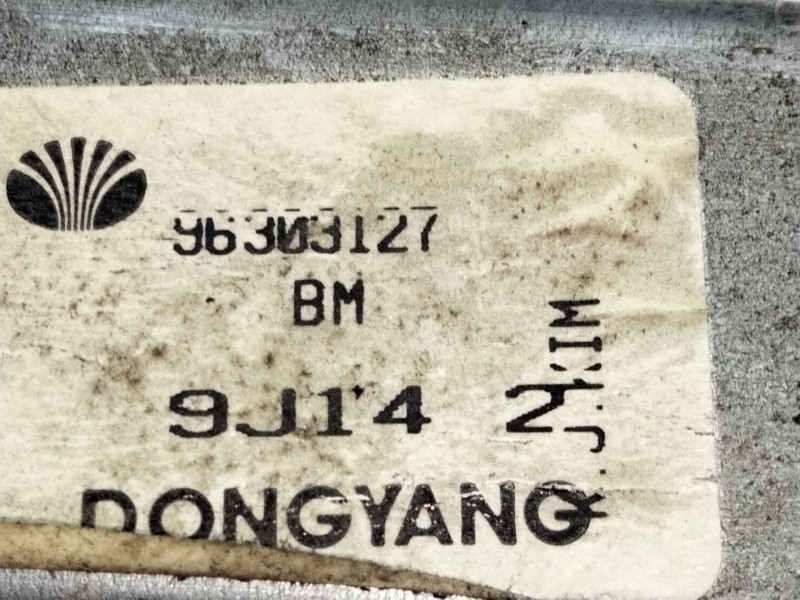 96303127
BM
9J14 2
DONGYANG
. J. KIM